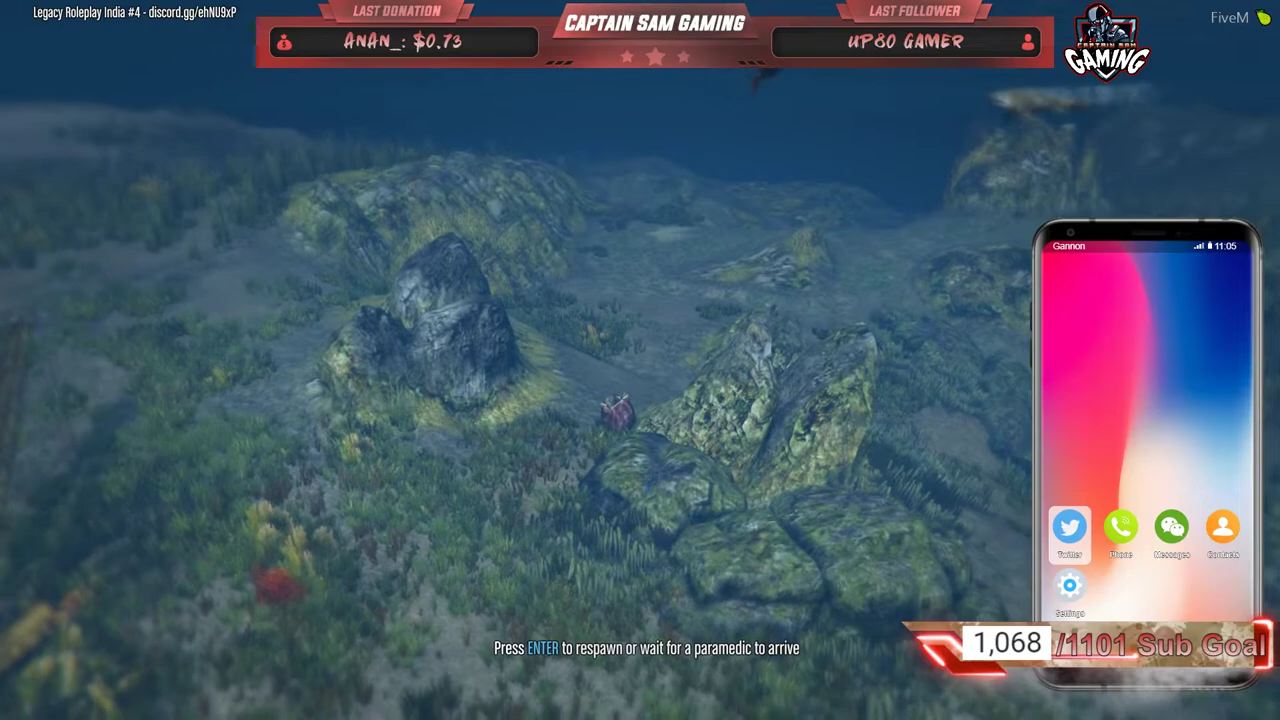 Legacy Roleplay India #4 - discord.gg/ehNU9xP
LAST DONATION
ANAN_: $0.73
CAPTAIN SAM GAMING
LAST FOLLOWER
UP80 GAMER
CAPTAIN SAM
GAMING
FiveM
Gannon
11:05
Twitter
Phone
Messages
Contacts
Settings
1,068 /1101 Sub Goal
Press ENTER to respawn or wait for a paramedic to arrive